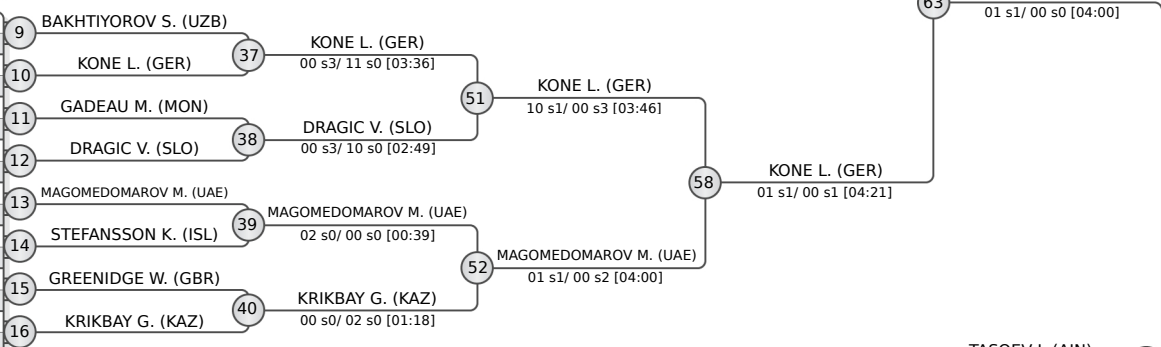 9
BAKHTIYOROV S. (UZB)
10
KONE L. (GER)
11
GADEAU M. (MON)
12
DRAGIC V. (SLO)
13
MAGOMEDOMAROV M. (UAE)
14
STEFANSSON K. (ISL)
15
GREENIDGE W. (GBR)
16
KRIKBAY G. (KAZ)
37
KONE L. (GER)
00 s3/ 11 s0 [03:36]
38
DRAGIC V. (SLO)
00 s3/ 10 s0 [02:49]
39
MAGOMEDOMAROV M. (UAE)
02 s0/ 00 s0 [00:39]
40
KRIKBAY G. (KAZ)
00 s0/ 02 s0 [01:18]
51
KONE L. (GER)
10 s1/ 00 s3 [03:46]
52
MAGOMEDOMAROV M. (UAE)
01 s1/ 00 s2 [04:00]
58
KONE L. (GER)
01 s1/ 00 s1 [04:21]
63
01 s1/ 00 s0 [04:00]